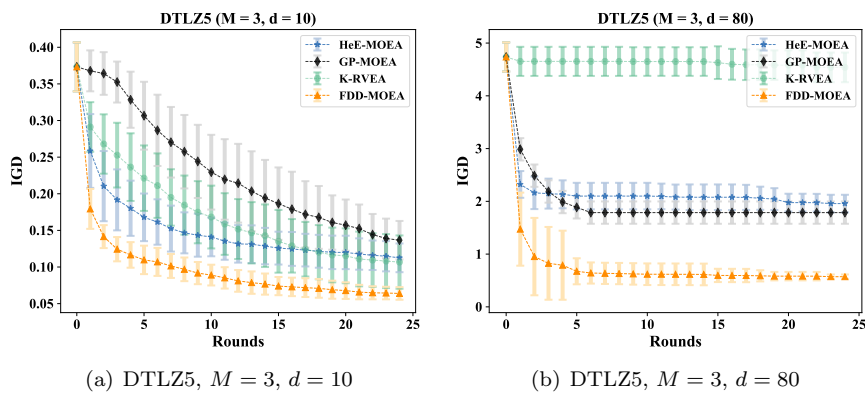 DTLZ5 (M = 3, d = 10)
0.40
0.35
0.30
0.25
0.20
0.15
0.10
0.05
IGD
0
5
10
15
20
25
Rounds
HeE-MOEA
GP-MOEA
K-RVEA
FDD-MOEA
(a) DTLZ5, M = 3, d = 10
DTLZ5 (M = 3, d = 80)
5
4
3
2
1
0
IGD
0
5
10
15
20
25
Rounds
HeE-MOEA
GP-MOEA
K-RVEA
FDD-MOEA
(b) DTLZ5, M = 3, d = 80